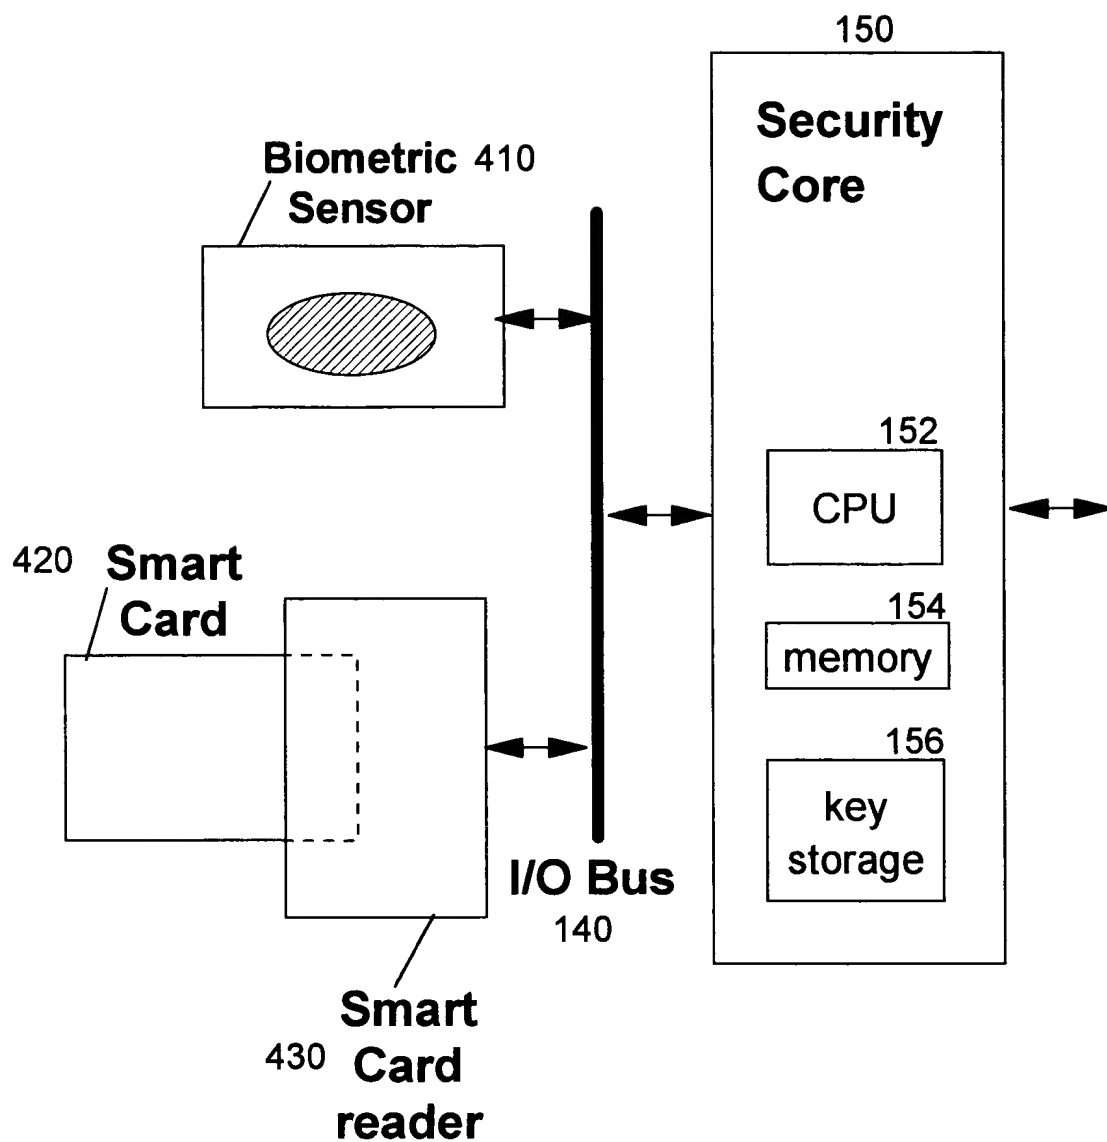 150
Security
Core
Biometric 410
Sensor
152
CPU
420 Smart
Card
154
memory
156
key
storage
I/O Bus
140
Smart
430 Card
reader